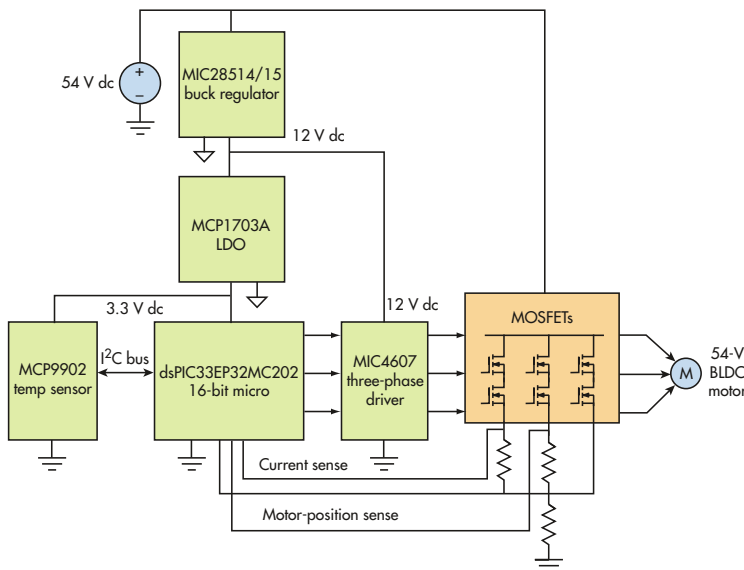 MIC28514/15
buck regulator
54 V dc
+
–
12 V dc
MCP1703A
LDO
3.3 V dc
12 V dc
MOSFETs
MCP9902
temp sensor
I²C bus
dsPIC33EP32MC202
16-bit micro
MIC4607
three-phase
driver
M
54-V
BLDC
motor
Current sense
Motor-position sense